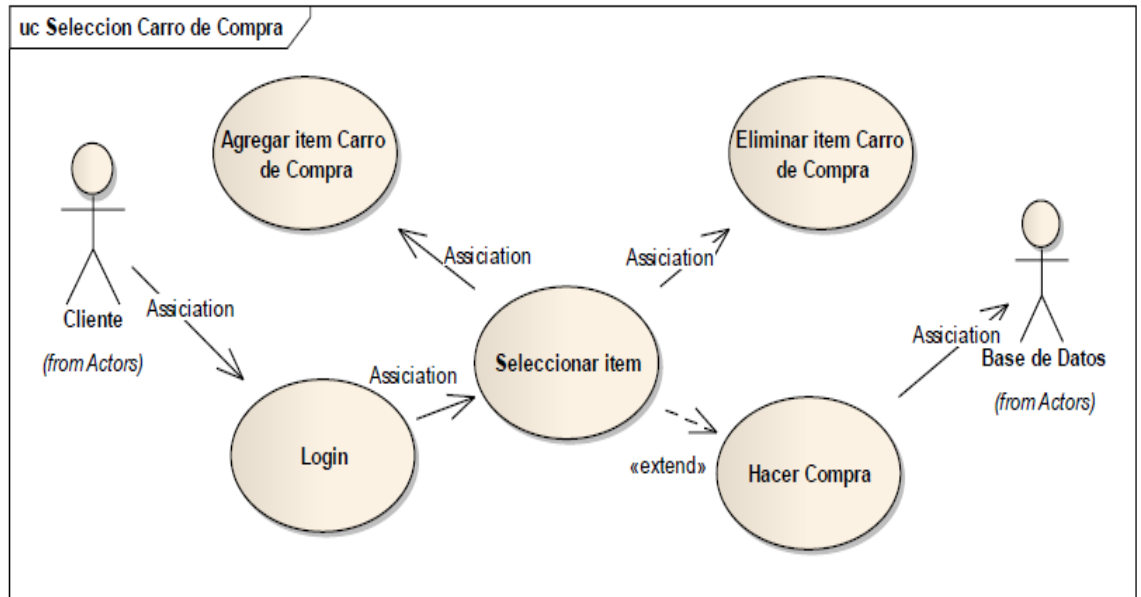 uc Seleccion Carro de Compra
Agregar item Carro
de Compra
Eliminar item Carro
de Compra
Assiciation
Assiciation
Assiciation
Cliente
(from Actors)
Assiciation
Seleccionar item
Assiciation
Base de Datos
(from Actors)
Login
«extend»
Hacer Compra